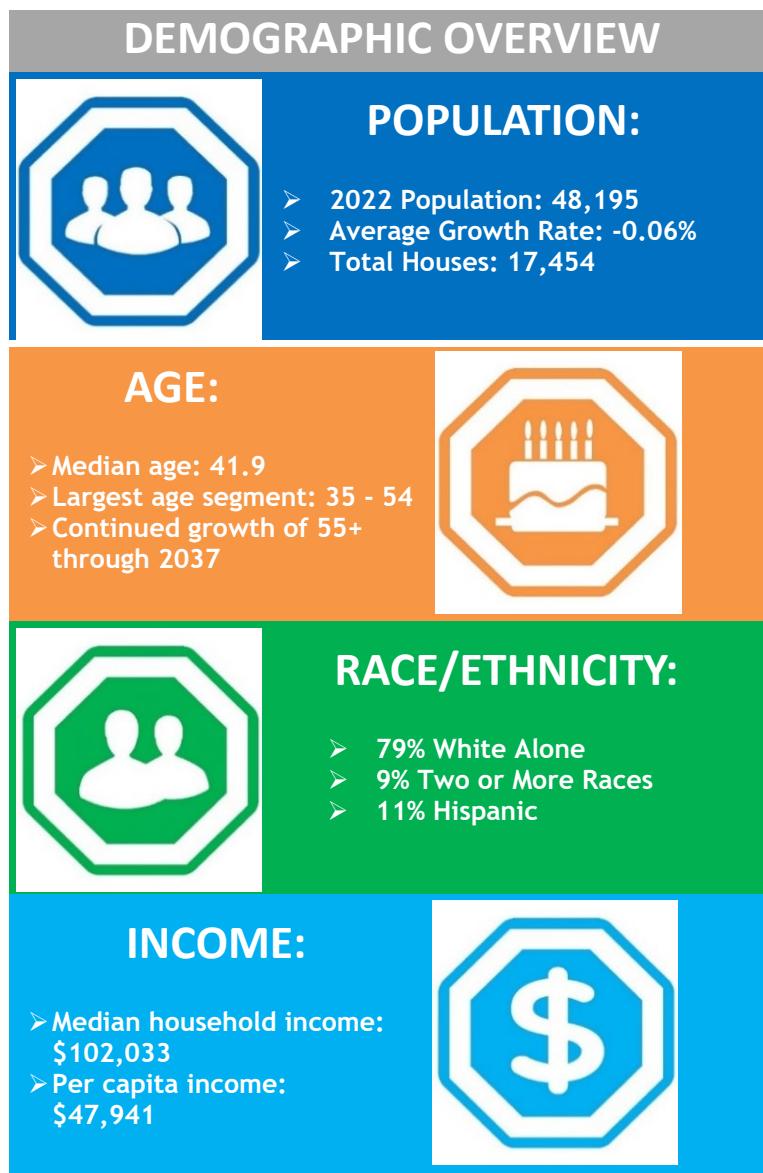 DEMOGRAPHIC OVERVIEW
POPULATION:
➢ 2022 Population: 48,195
➢ Average Growth Rate: -0.06%
➢ Total Houses: 17,454
AGE:
➢ Median age: 41.9
➢ Largest age segment: 35 - 54
➢ Continued growth of 55+
through 2037
RACE/ETHNICITY:
➢ 79% White Alone
➢ 9% Two or More Races
➢ 11% Hispanic
INCOME:
➢ Median household income:
$102,033
➢ Per capita income:
$47,941
$